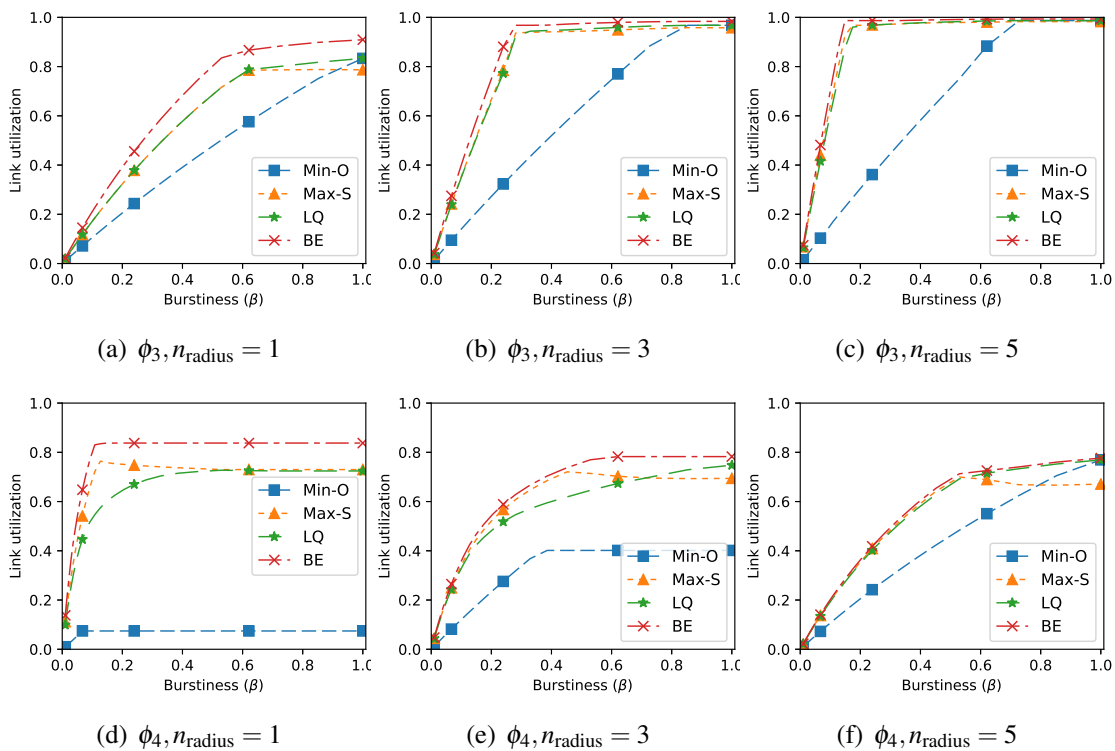 1.0
0.8
0.6
0.4
0.2
0.0
Link utilization
Min-O
Max-S
LQ
BE
0.0 0.2 0.4 0.6 0.8 1.0
Burstiness (β)
(a) ϕ₃, n_radius = 1
1.0
0.8
0.6
0.4
0.2
0.0
Link utilization
Min-O
Max-S
LQ
BE
0.0 0.2 0.4 0.6 0.8 1.0
Burstiness (β)
(b) ϕ₃, n_radius = 3
1.0
0.8
0.6
0.4
0.2
0.0
Link utilization
Min-O
Max-S
LQ
BE
0.0 0.2 0.4 0.6 0.8 1.0
Burstiness (β)
(c) ϕ₃, n_radius = 5
1.0
0.8
0.6
0.4
0.2
0.0
Link utilization
Min-O
Max-S
LQ
BE
0.0 0.2 0.4 0.6 0.8 1.0
Burstiness (β)
(d) ϕ₄, n_radius = 1
1.0
0.8
0.6
0.4
0.2
0.0
Link utilization
Min-O
Max-S
LQ
BE
0.0 0.2 0.4 0.6 0.8 1.0
Burstiness (β)
(e) ϕ₄, n_radius = 3
1.0
0.8
0.6
0.4
0.2
0.0
Link utilization
Min-O
Max-S
LQ
BE
0.0 0.2 0.4 0.6 0.8 1.0
Burstiness (β)
(f) ϕ₄, n_radius = 5